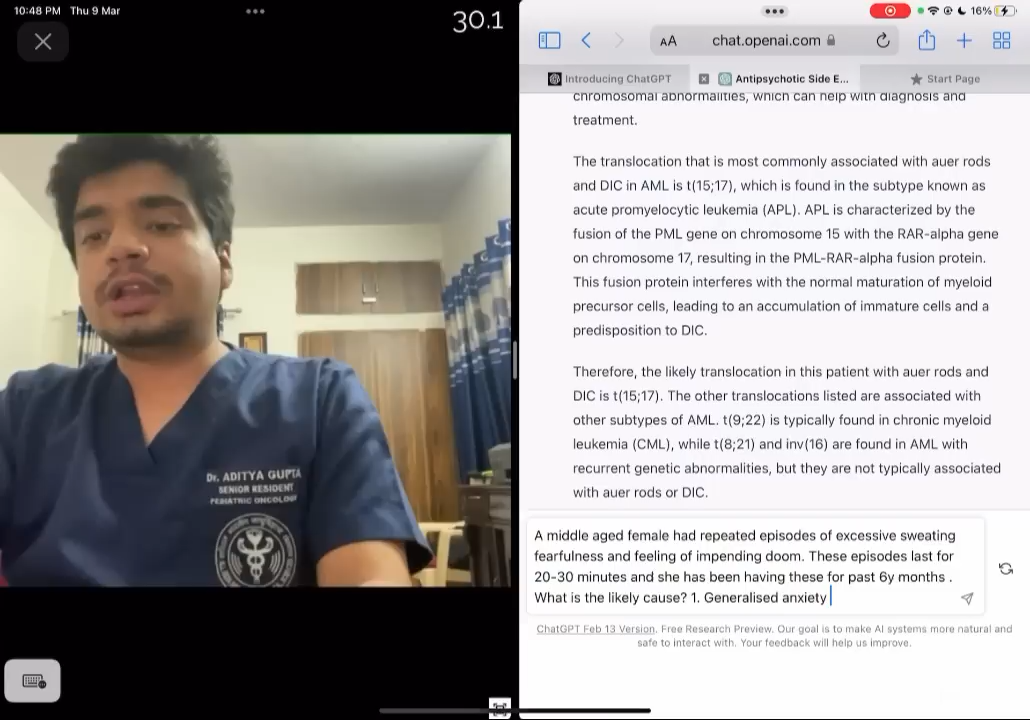 10:48 PM Thu 9 Mar
30.1
Dr. ADITYA GUPTA
SENIOR RESIDENT
PEDIATRIC ONCOLOGY
16%
AA
chat.openai.com
Introducing ChatGPT
Antipsychotic Side E...
Start Page
chromosomal abnormalities, which can help with diagnosis and
treatment.
The translocation that is most commonly associated with auer rods
and DIC in AML is t(15;17), which is found in the subtype known as
acute promyelocytic leukemia (APL). APL is characterized by the
fusion of the PML gene on chromosome 15 with the RAR-alpha gene
on chromosome 17, resulting in the PML-RAR-alpha fusion protein.
This fusion protein interferes with the normal maturation of myeloid
precursor cells, leading to an accumulation of immature cells and a
predisposition to DIC.
Therefore, the likely translocation in this patient with auer rods and
DIC is t(15;17). The other translocations listed are associated with
other subtypes of AML. t(9;22) is typically found in chronic myeloid
leukemia (CML), while t(8;21) and inv(16) are found in AML with
recurrent genetic abnormalities, but they are not typically associated
with auer rods or DIC.
A middle aged female had repeated episodes of excessive sweating
fearfulness and feeling of impending doom. These episodes last for
20-30 minutes and she has been having these for past 6y months .
What is the likely cause? 1. Generalised anxiety
ChatGPT Feb 13 Version. Free Research Preview. Our goal is to make AI systems more natural and
safe to interact with. Your feedback will help us improve.